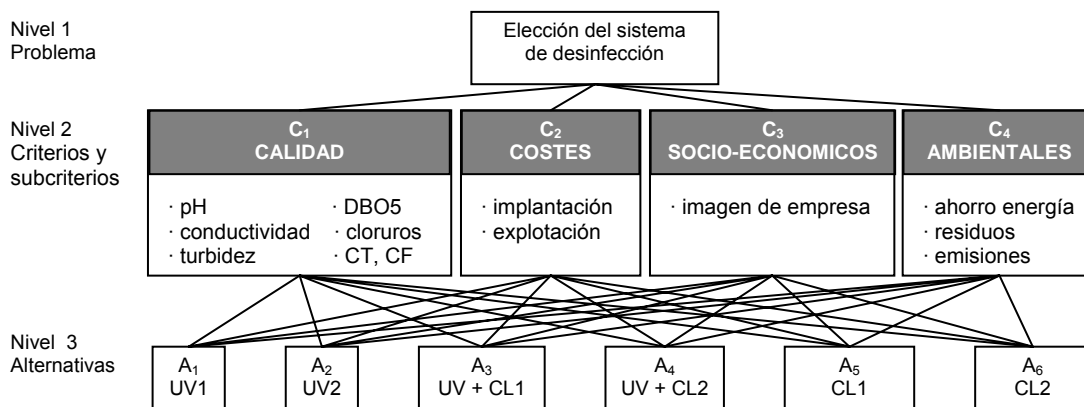 Nivel 1
Problema
Elección del sistema
de desinfección
Nivel 2
Criterios y
subcriterios
C₁
CALIDAD
· pH
· conductividad
· turbidez
· DBO5
· cloruros
· CT, CF
C₂
COSTES
· implantación
· explotación
C₃
SOCIO-ECONOMICOS
· imagen de empresa
C₄
AMBIENTALES
· ahorro energía
· residuos
· emisiones
Nivel 3
Alternativas
A₁
UV1
A₂
UV2
A₃
UV + CL1
A₄
UV + CL2
A₅
CL1
A₆
CL2